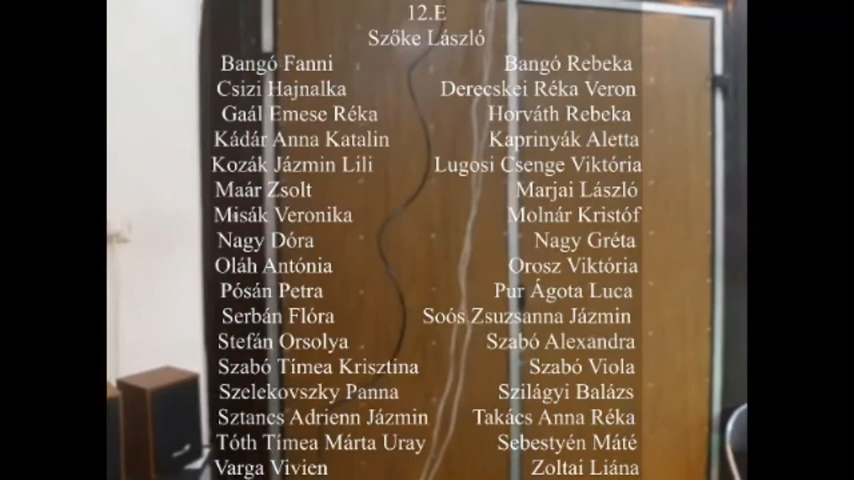 12.E
Szőke László
Bangó Fanni Bangó Rebeka
Csizi Hajnalka Derecskei Réka Veron
Gaál Emese Réka Horváth Rebeka
Kádár Anna Katalin Kaprinyák Aletta
Kozák Jázmin Lili Lugosi Csenge Viktória
Maár Zsolt Marjai László
Misák Veronika Molnár Kristóf
Nagy Dóra Nagy Gréta
Oláh Antónia Orosz Viktória
Pósán Petra Pur Ágota Luca
Serbán Flóra Soós Zsuzsanna Jázmin
Stefán Orsolya Szabó Alexandra
Szabó Tímea Krisztina Szabó Viola
Szelekovszky Panna Szilágyi Balázs
Sztancs Adrienn Jázmin Takács Anna Réka
Tóth Tímea Márta Uray Sebestyén Máté
Varga Vivien Zoltai Liána